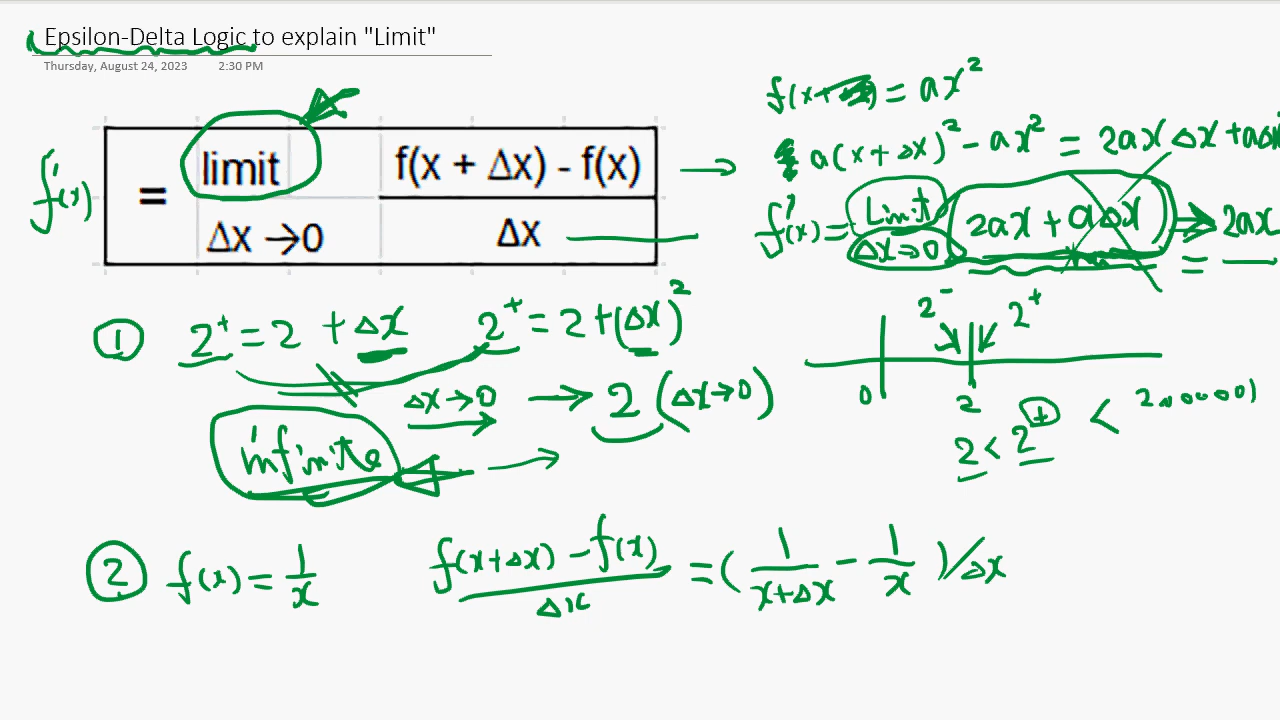 Epsilon-Delta Logic to explain "Limit"
Thursday, August 24, 2023 2:30 PM
f'(x) = limit f(x + Δx) - f(x)
Δx →0 Δx
f(x) = ax²
a(x+Δx)² - ax² = 2axΔx + a
f'(x) = Limit 2ax + aΔx ⇒ 2ax
Δx→0 =
① 2⁺ = 2 + Δx 2⁺ = 2+(Δx)²
2⁻ 2⁺
Δx→0 → 2 (Δx→0)
0 2
infinite →
2 < 2⁺ < 2.000001
② f(x) = 1/x f(x+Δx) - f(x) / Δx = (1/x+Δx - 1/x)/Δx